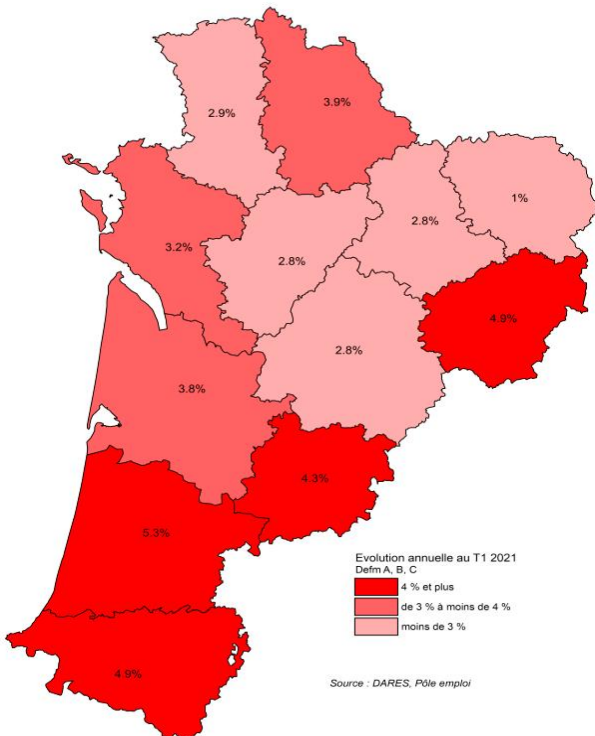 2.9%
3.9%
1%
2.8%
3.2%
2.8%
4.9%
2.8%
3.8%
4.3%
5.3%
4.9%
Evolution annuelle au T1 2021
Defm A, B, C
4 % et plus
de 3 % à moins de 4 %
moins de 3 %
Source : DARES, Pôle emploi